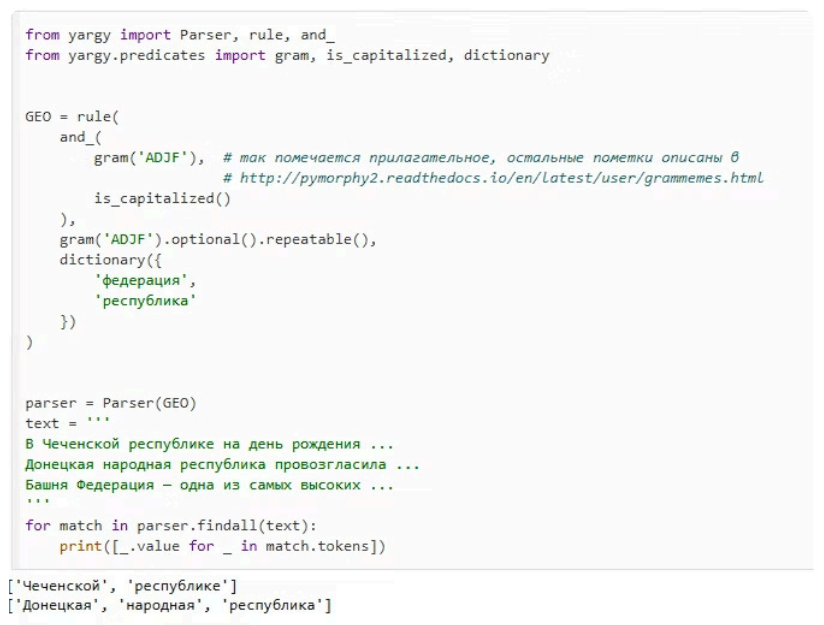 from yargy import Parser, rule, and_
from yargy.predicates import gram, is_capitalized, dictionary
GEO = rule(
    and_(
        gram('ADJF'),  # так помечается прилагательное, остальные пометки описаны в
                       # http://pymorphy2.readthedocs.io/en/latest/user/grammemes.html
        is_capitalized()
    ),
    gram('ADJF').optional().repeatable(),
    dictionary({
        'федерация',
        'республика'
    })
)
parser = Parser(GEO)
text = '''
В Чеченской республике на день рождения ...
Донецкая народная республика провозгласила ...
Башня Федерация — одна из самых высоких ...
'''
for match in parser.findall(text):
    print([_.value for _ in match.tokens])
['Чеченской', 'республике']
['Донецкая', 'народная', 'республика']